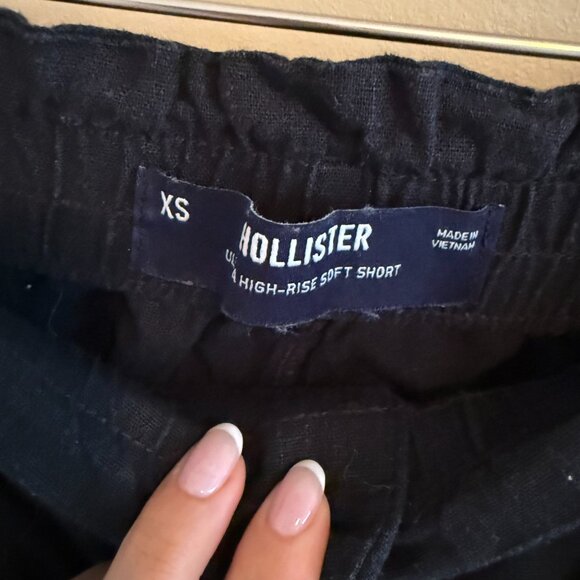 XS
HOLLISTER
HIGH-RISE SOFT SHORT
MADE IN
VIETNAM